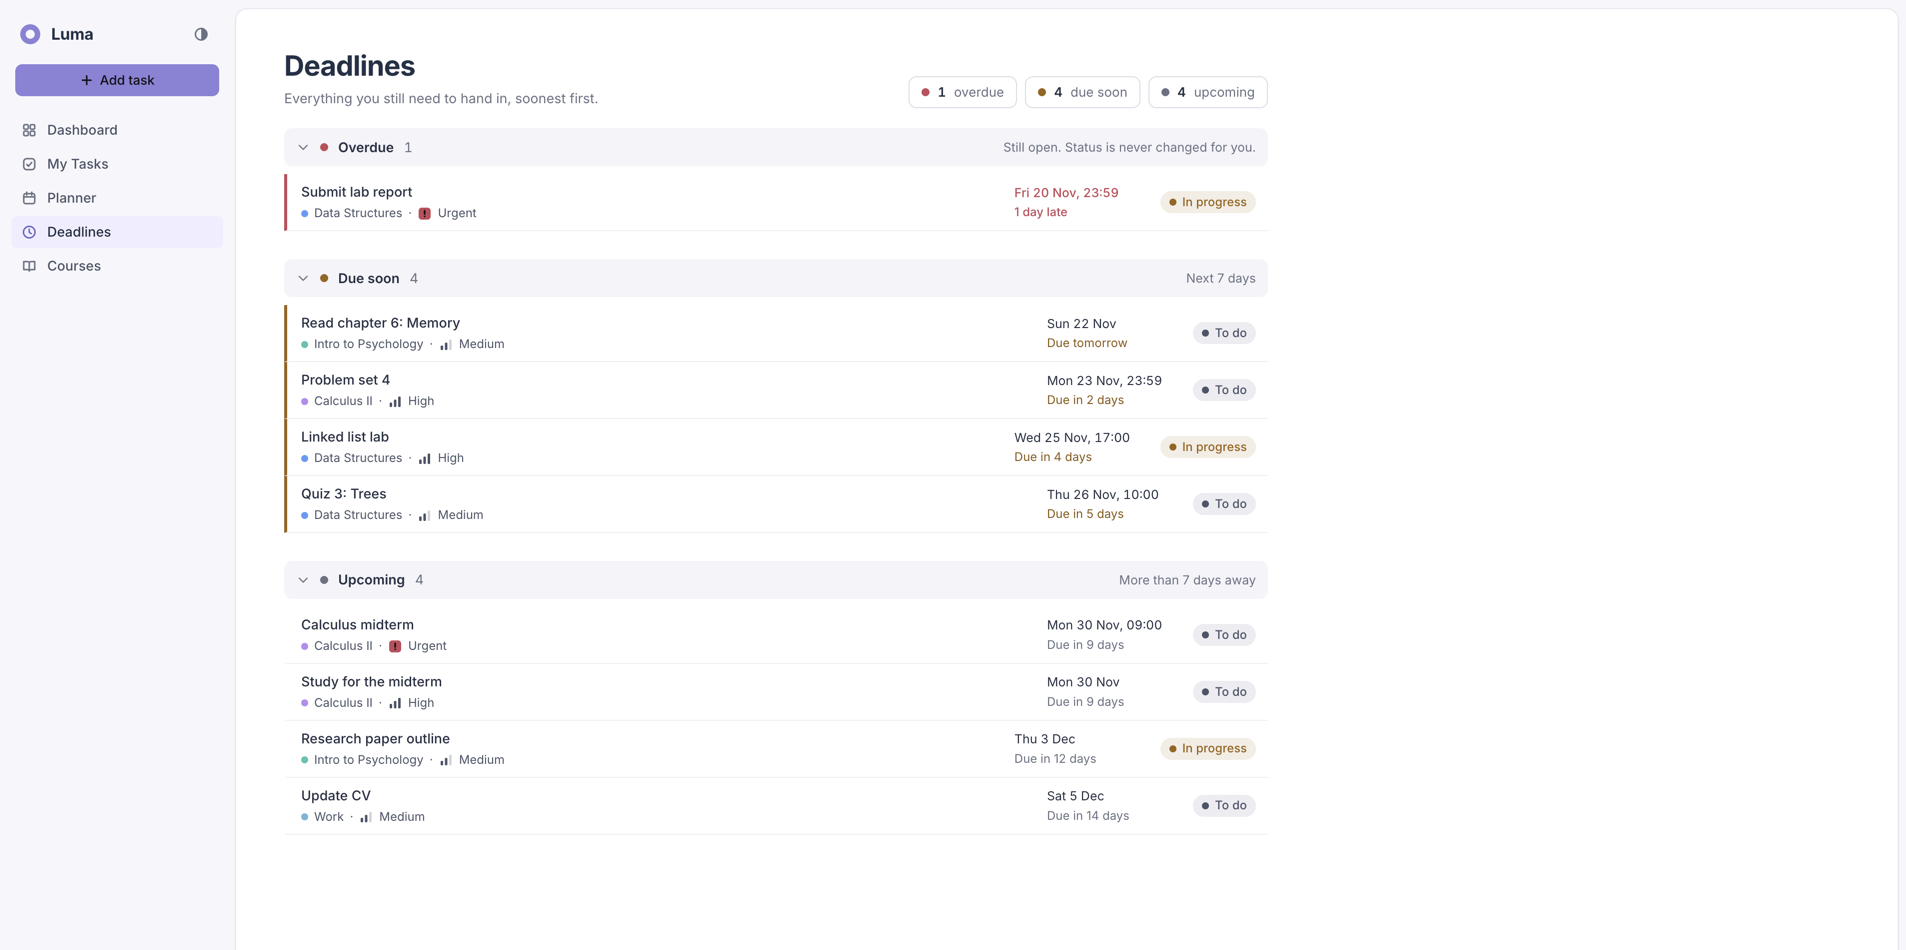 Luma
+ Add task
Dashboard
My Tasks
Planner
Deadlines
Courses
Deadlines
Everything you still need to hand in, soonest first.
1 overdue
4 due soon
4 upcoming
Overdue 1
Still open. Status is never changed for you.
Submit lab report
Data Structures · ! Urgent
Fri 20 Nov, 23:59
1 day late
In progress
Due soon 4
Next 7 days
Read chapter 6: Memory
Intro to Psychology · Medium
Sun 22 Nov
Due tomorrow
To do
Problem set 4
Calculus II · High
Mon 23 Nov, 23:59
Due in 2 days
To do
Linked list lab
Data Structures · High
Wed 25 Nov, 17:00
Due in 4 days
In progress
Quiz 3: Trees
Data Structures · Medium
Thu 26 Nov, 10:00
Due in 5 days
To do
Upcoming 4
More than 7 days away
Calculus midterm
Calculus II · ! Urgent
Mon 30 Nov, 09:00
Due in 9 days
To do
Study for the midterm
Calculus II · High
Mon 30 Nov
Due in 9 days
To do
Research paper outline
Intro to Psychology · Medium
Thu 3 Dec
Due in 12 days
In progress
Update CV
Work · Medium
Sat 5 Dec
Due in 14 days
To do